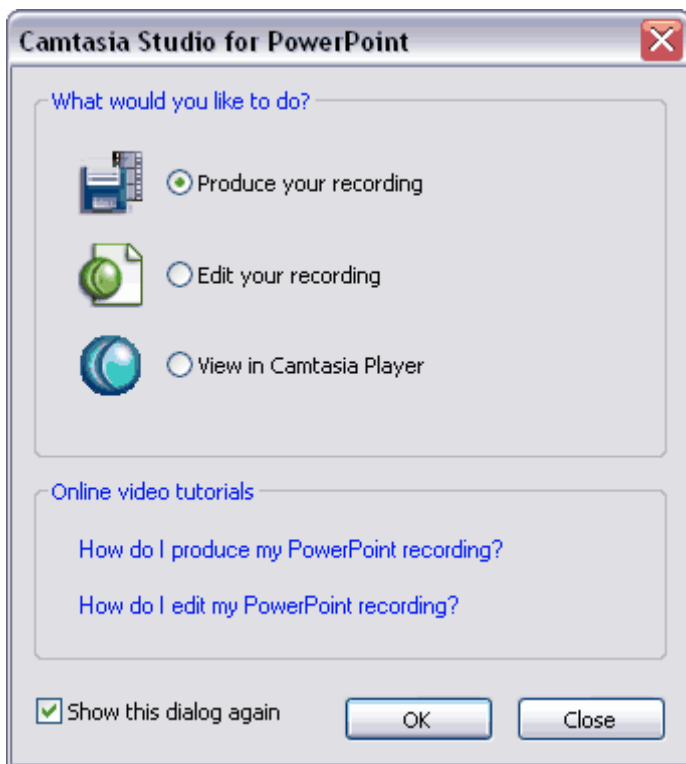 Camtasia Studio for PowerPoint
What would you like to do?
Produce your recording
Edit your recording
View in Camtasia Player
Online video tutorials
How do I produce my PowerPoint recording?
How do I edit my PowerPoint recording?
Show this dialog again
OK
Close